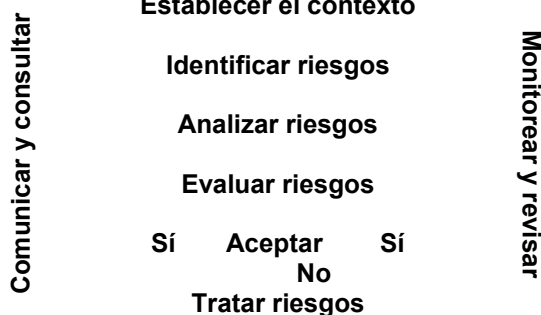 Establecer el contexto
Comunicar y consultar
Identificar riesgos
Analizar riesgos
Evaluar riesgos
Sí Aceptar Sí
No
Tratar riesgos
Monitorear y revisar